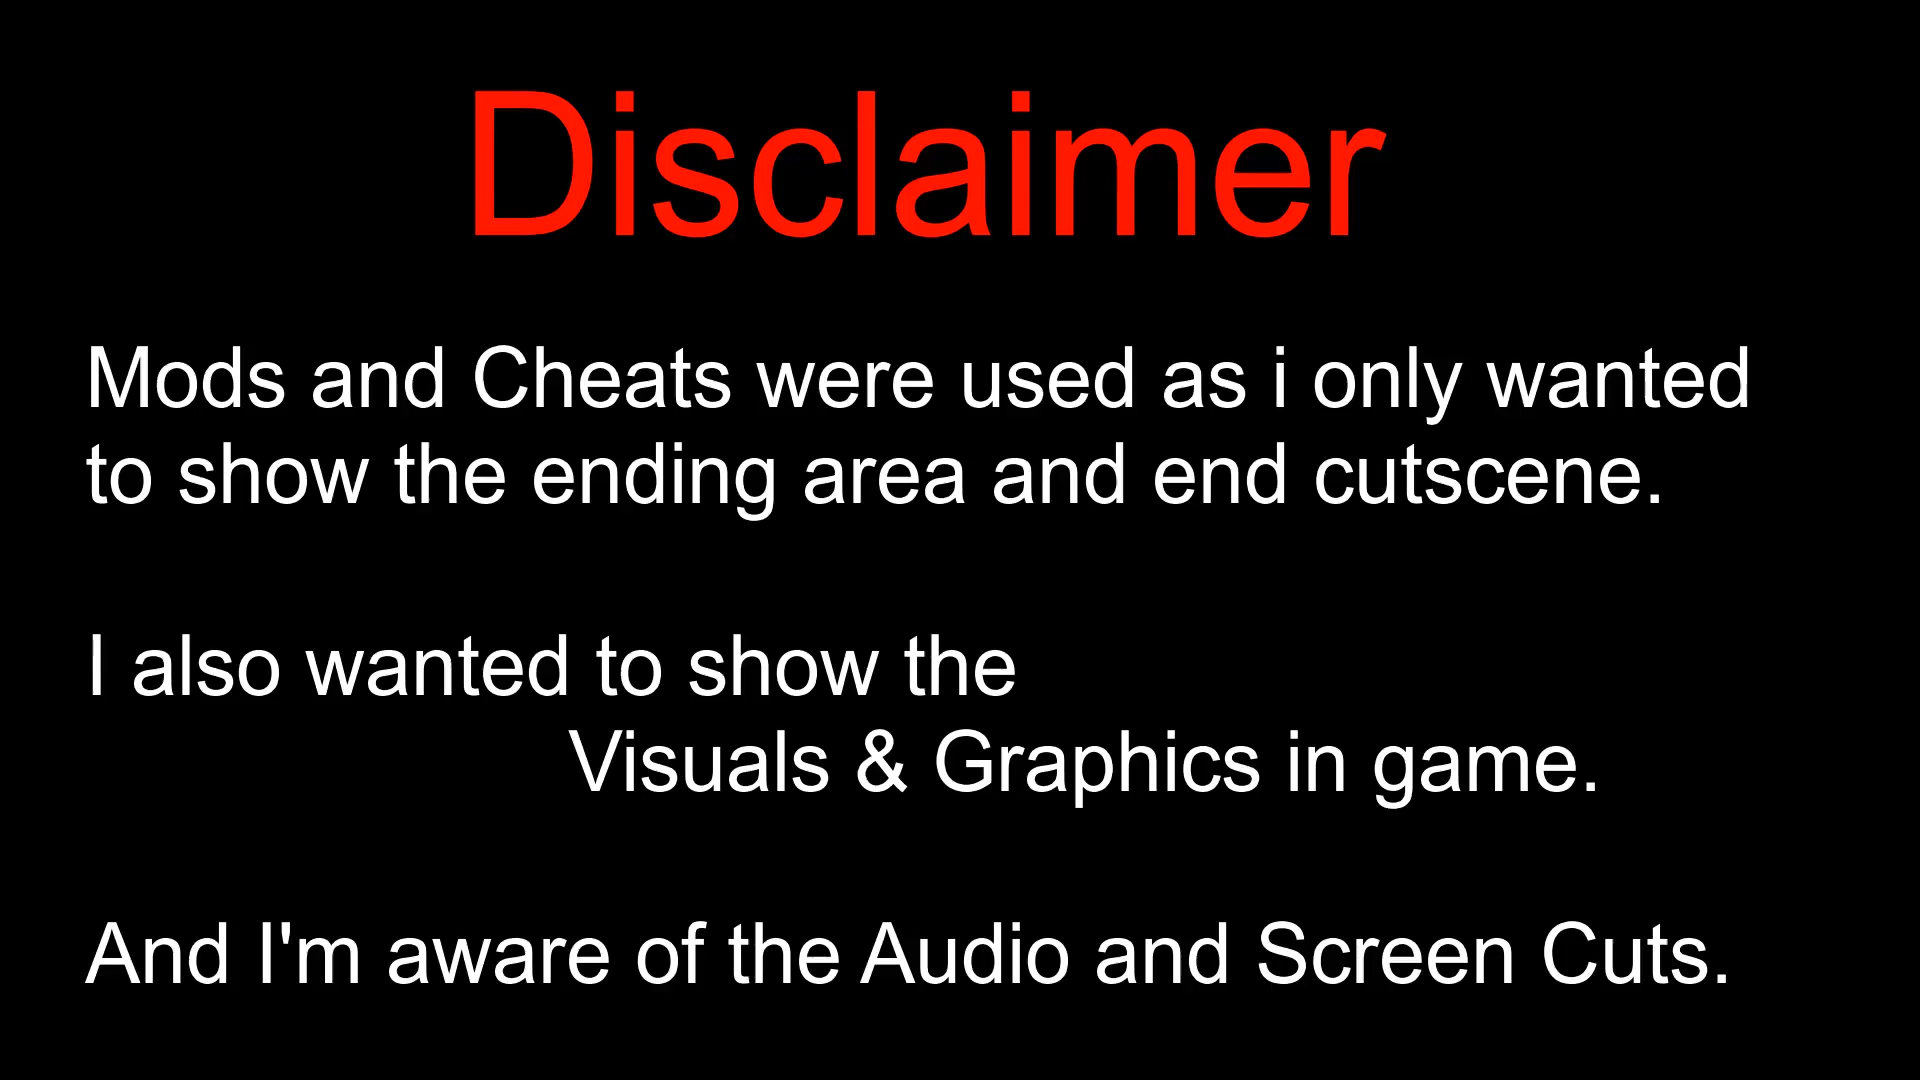 Disclaimer
Mods and Cheats were used as i only wanted
to show the ending area and end cutscene.
I also wanted to show the
Visuals & Graphics in game.
And I'm aware of the Audio and Screen Cuts.